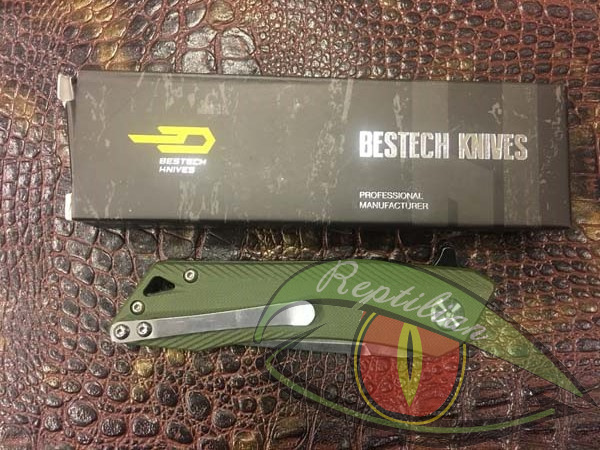 BESTECH
KNIVES
BESTECH KNIVES
PROFESSIONAL
MANUFACTURER
Reptilian